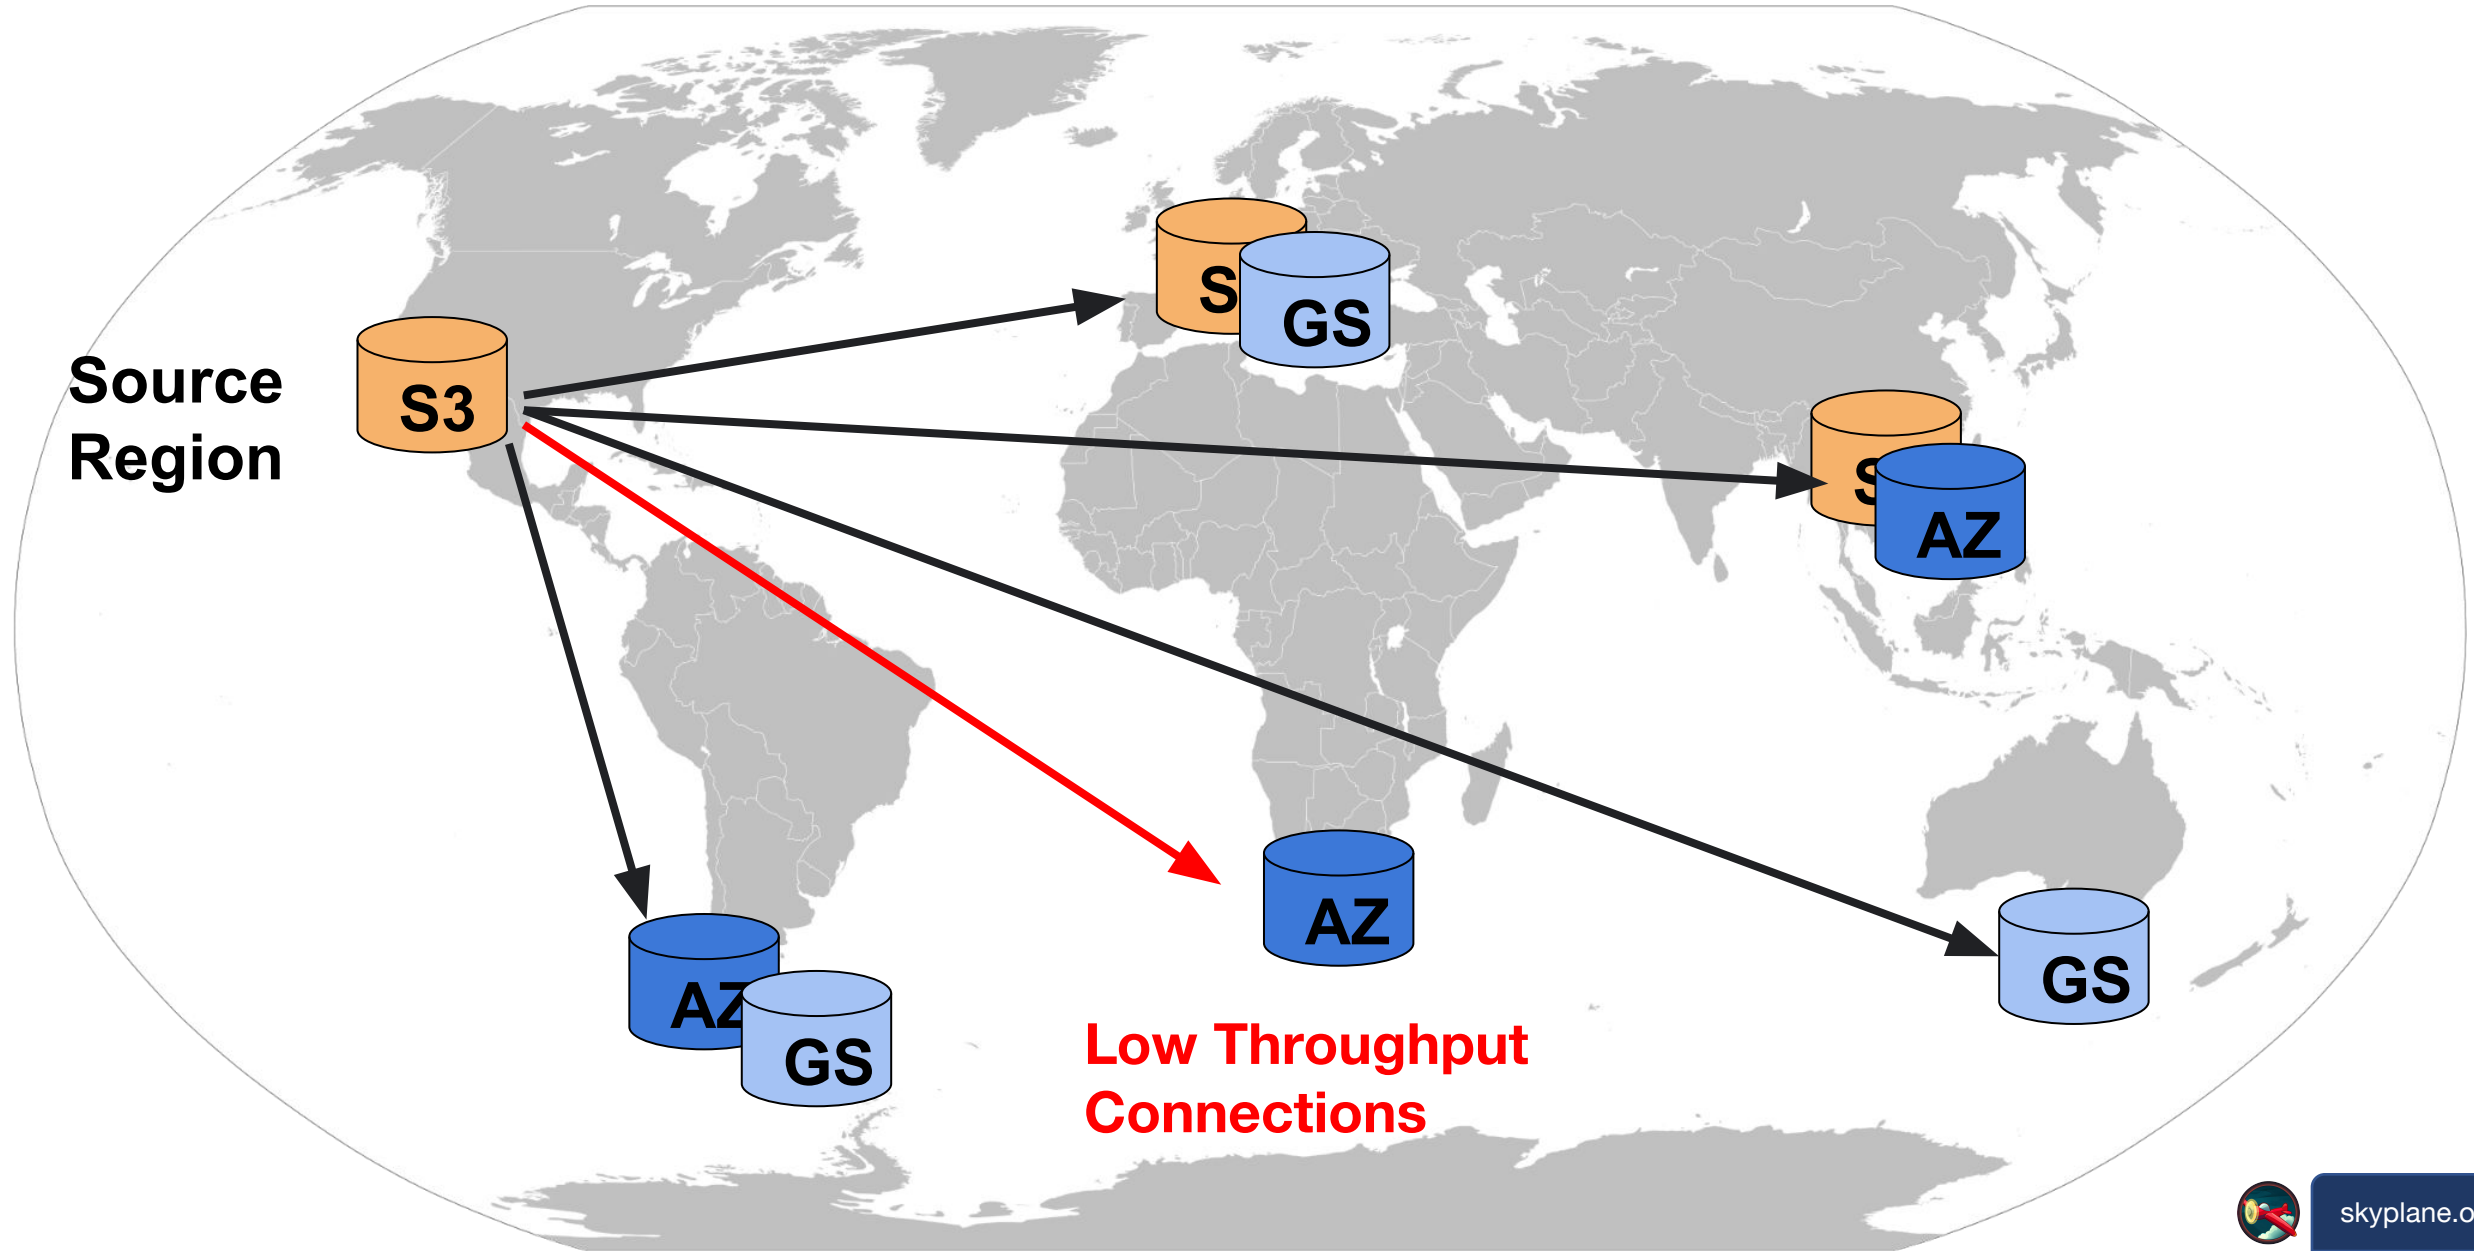 S
GS
Source
Region
S3
S
AZ
AZ
AZ
GS
GS
Low Throughput
Connections
skyplane.o